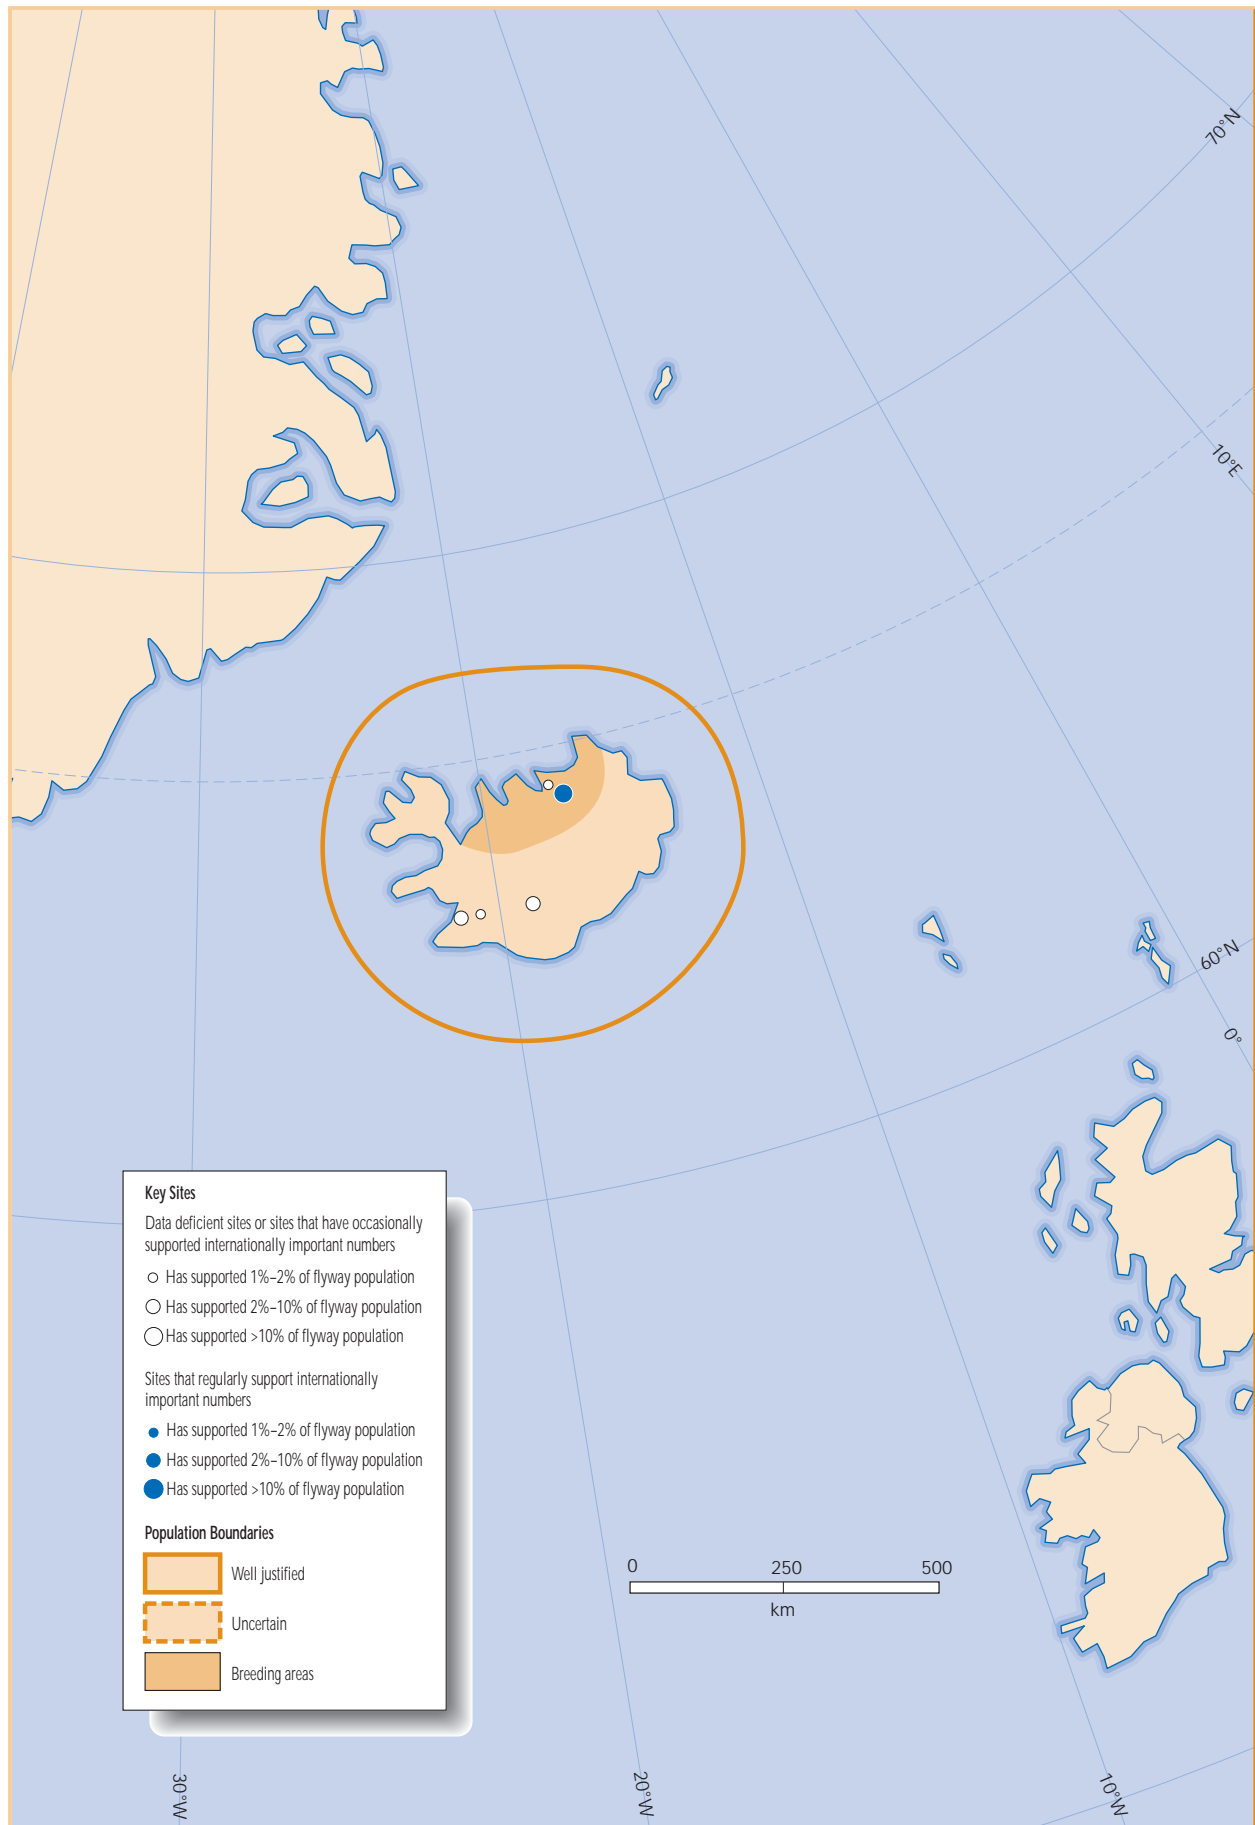 70°N
10°E
60°N
0°
Key Sites
Data deficient sites or sites that have occasionally
supported internationally important numbers
Has supported 1%–2% of flyway population
Has supported 2%–10% of flyway population
Has supported >10% of flyway population
Sites that regularly support internationally
important numbers
Has supported 1%–2% of flyway population
Has supported 2%–10% of flyway population
Has supported >10% of flyway population
Population Boundaries
Well justified
Uncertain
Breeding areas
0 250 500
km
30°W
20°W
10°W